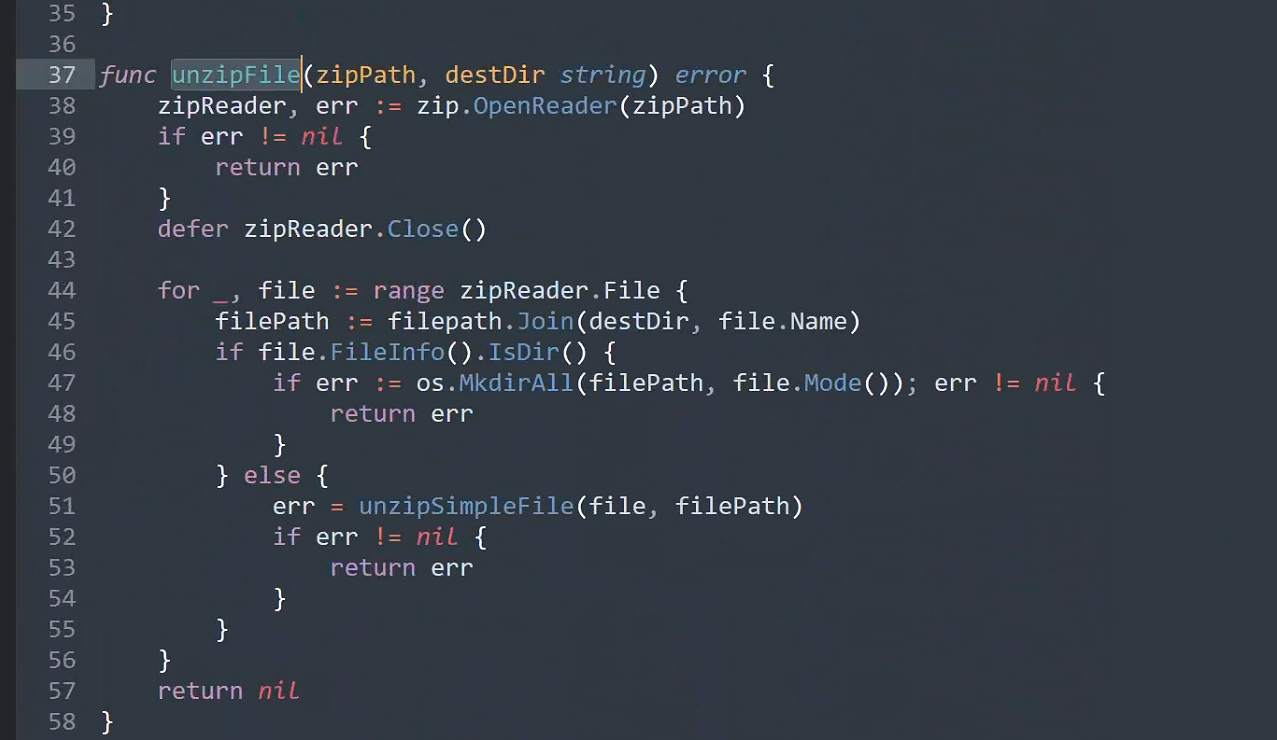 35 }
36
37 func unzipFile(zipPath, destDir string) error {
38     zipReader, err := zip.OpenReader(zipPath)
39     if err != nil {
40         return err
41     }
42     defer zipReader.Close()
43
44     for _, file := range zipReader.File {
45         filePath := filepath.Join(destDir, file.Name)
46         if file.FileInfo().IsDir() {
47             if err := os.MkdirAll(filePath, file.Mode()); err != nil {
48                 return err
49             }
50         } else {
51             err = unzipSimpleFile(file, filePath)
52             if err != nil {
53                 return err
54             }
55         }
56     }
57     return nil
58 }